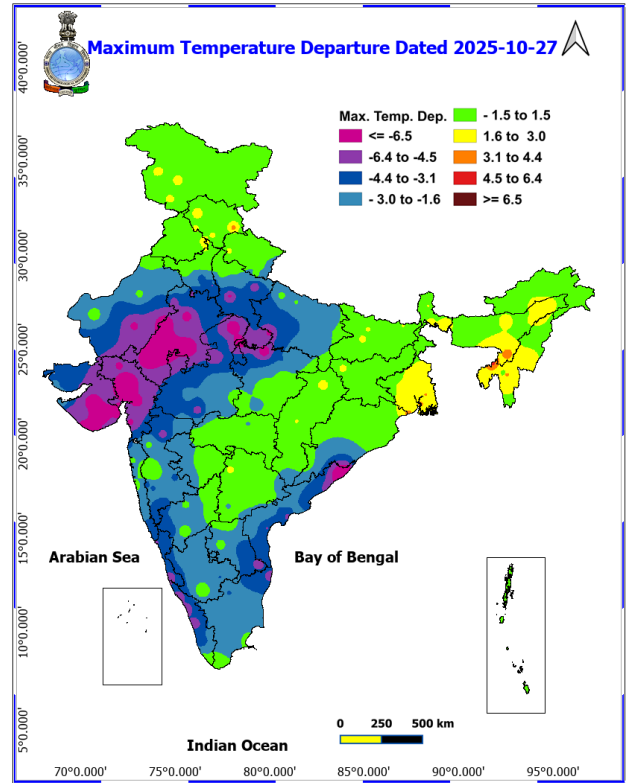 Maximum Temperature Departure Dated 2025-10-27
Max. Temp. Dep.
<= -6.5
-6.4 to -4.5
-4.4 to -3.1
- 3.0 to -1.6
- 1.5 to 1.5
1.6 to 3.0
3.1 to 4.4
4.5 to 6.4
>= 6.5
40°0.000'
35°0.000'
30°0.000'
25°0.000'
20°0.000'
15°0.000'
10°0.000'
5°0.000'
Arabian Sea
Bay of Bengal
Indian Ocean
0 250 500 km
70°0.000' 75°0.000' 80°0.000' 85°0.000' 90°0.000' 95°0.000'